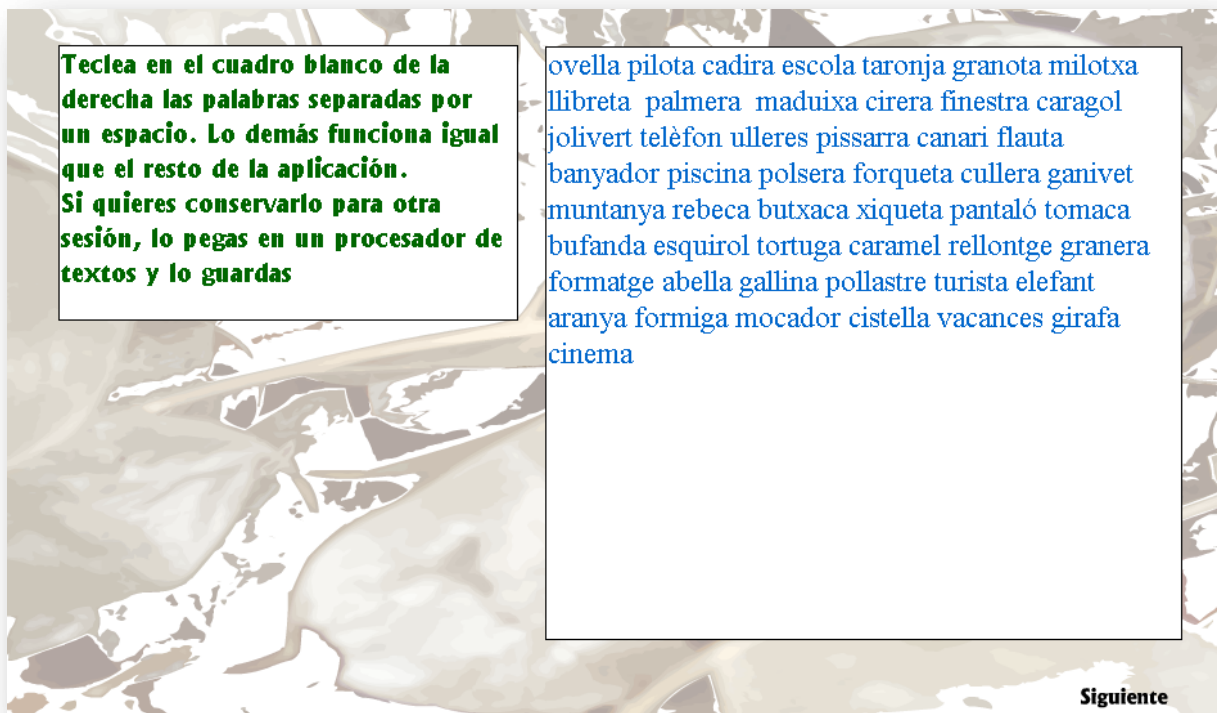 Teclea en el cuadro blanco de la
derecha las palabras separadas por
un espacio. Lo demás funciona igual
que el resto de la aplicación.
Si quieres conservarlo para otra
sesión, lo pegas en un procesador de
textos y lo guardas
ovella pilota cadira escola taronja granota milotxa
llibreta  palmera  maduixa cirera finestra caragol
jolivert telèfon ulleres pissarra canari flauta
banyador piscina polsera forqueta cullera ganivet
muntanya rebeca butxaca xiqueta pantaló tomaca
bufanda esquirol tortuga caramel rellontge granera
formatge abella gallina pollastre turista elefant
aranya formiga mocador cistella vacances girafa
cinema
Siguiente